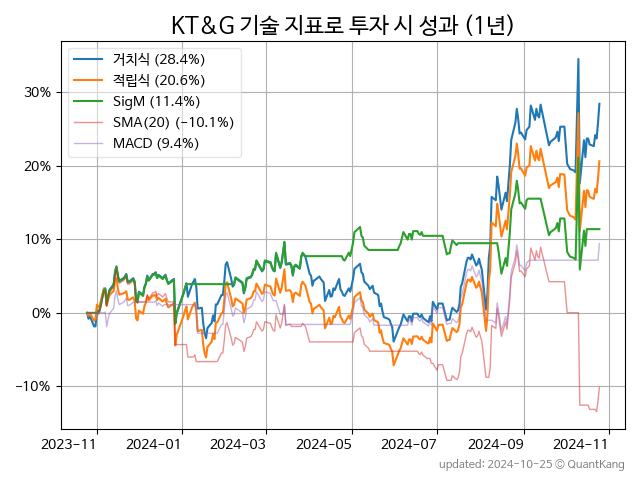 KT&G 기술 지표로 투자 시 성과 (1년)
거치식 (28.4%)
적립식 (20.6%)
SigM (11.4%)
SMA(20) (−10.1%)
MACD (9.4%)
30%
20%
10%
0%
−10%
2023−11 2024−01 2024−03 2024−05 2024−07 2024−09 2024−11
updated: 2024-10-25 © QuantKang